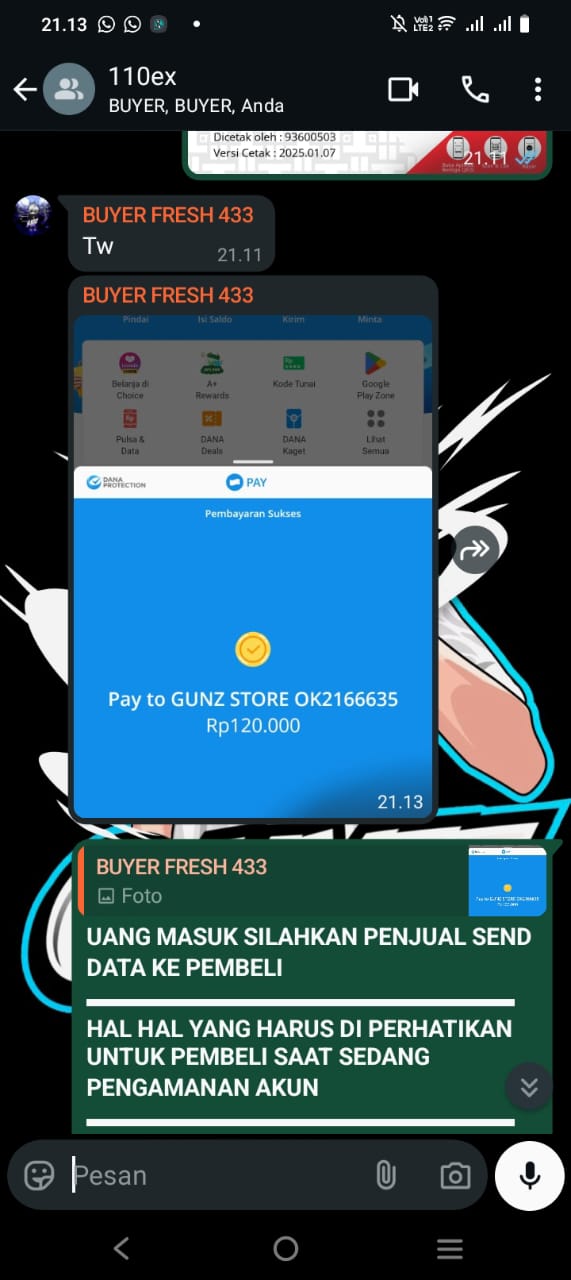 21.13
Vo))1
LTE2
110ex
BUYER, BUYER, Anda
Dicetak oleh : 93600503
Versi Cetak : 2025.01.07
21.11
BUYER FRESH 433
Tw
21.11
BUYER FRESH 433
Pindai Isi Saldo Kirim Minta
Belanja di Choice
A+ Rewards
Kode Tunai
Google Play Zone
Pulsa & Data
DANA Deals
DANA Kaget
Lihat Semua
DANA PROTECTION
PAY
Pembayaran Sukses
Pay to GUNZ STORE OK2166635
Rp120.000
21.13
BUYER FRESH 433
Foto
UANG MASUK SILAHKAN PENJUAL SEND
DATA KE PEMBELI
HAL HAL YANG HARUS DI PERHATIKAN
UNTUK PEMBELI SAAT SEDANG
PENGAMANAN AKUN
Pesan